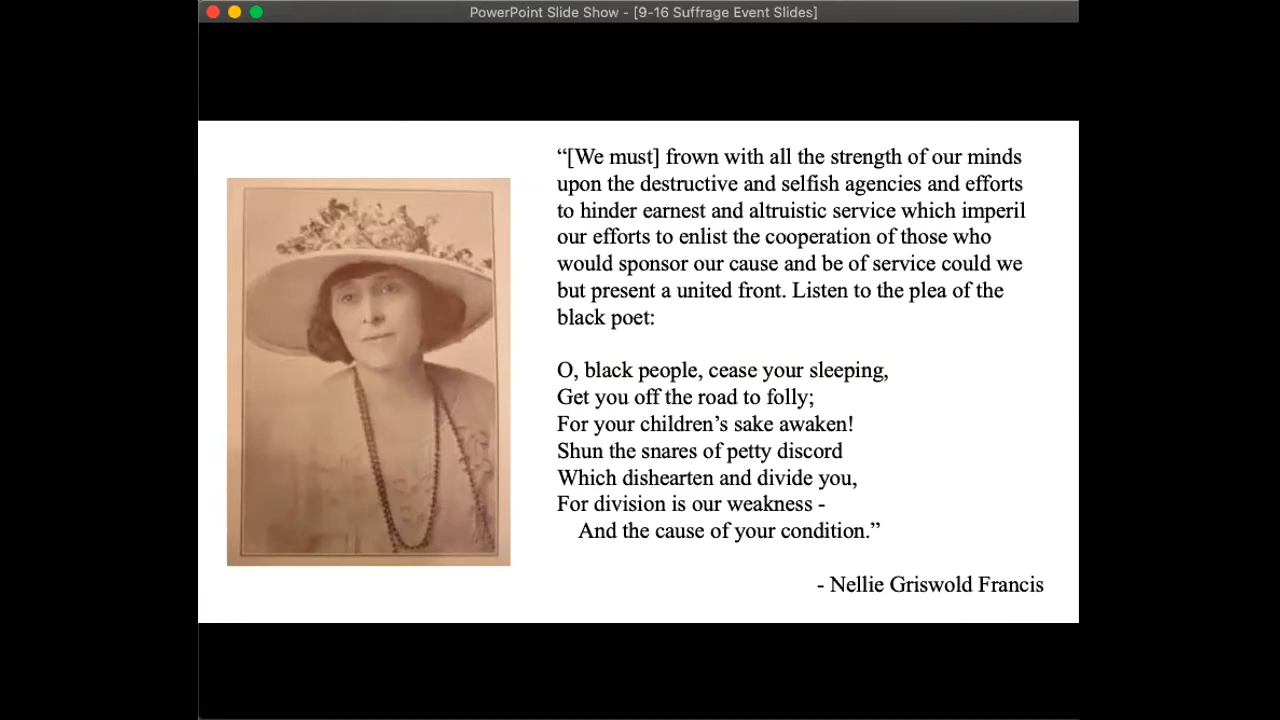 PowerPoint Slide Show - [9-16 Suffrage Event Slides]
“[We must] frown with all the strength of our minds
upon the destructive and selfish agencies and efforts
to hinder earnest and altruistic service which imperil
our efforts to enlist the cooperation of those who
would sponsor our cause and be of service could we
but present a united front. Listen to the plea of the
black poet:
O, black people, cease your sleeping,
Get you off the road to folly;
For your children’s sake awaken!
Shun the snares of petty discord
Which dishearten and divide you,
For division is our weakness -
And the cause of your condition.”
- Nellie Griswold Francis